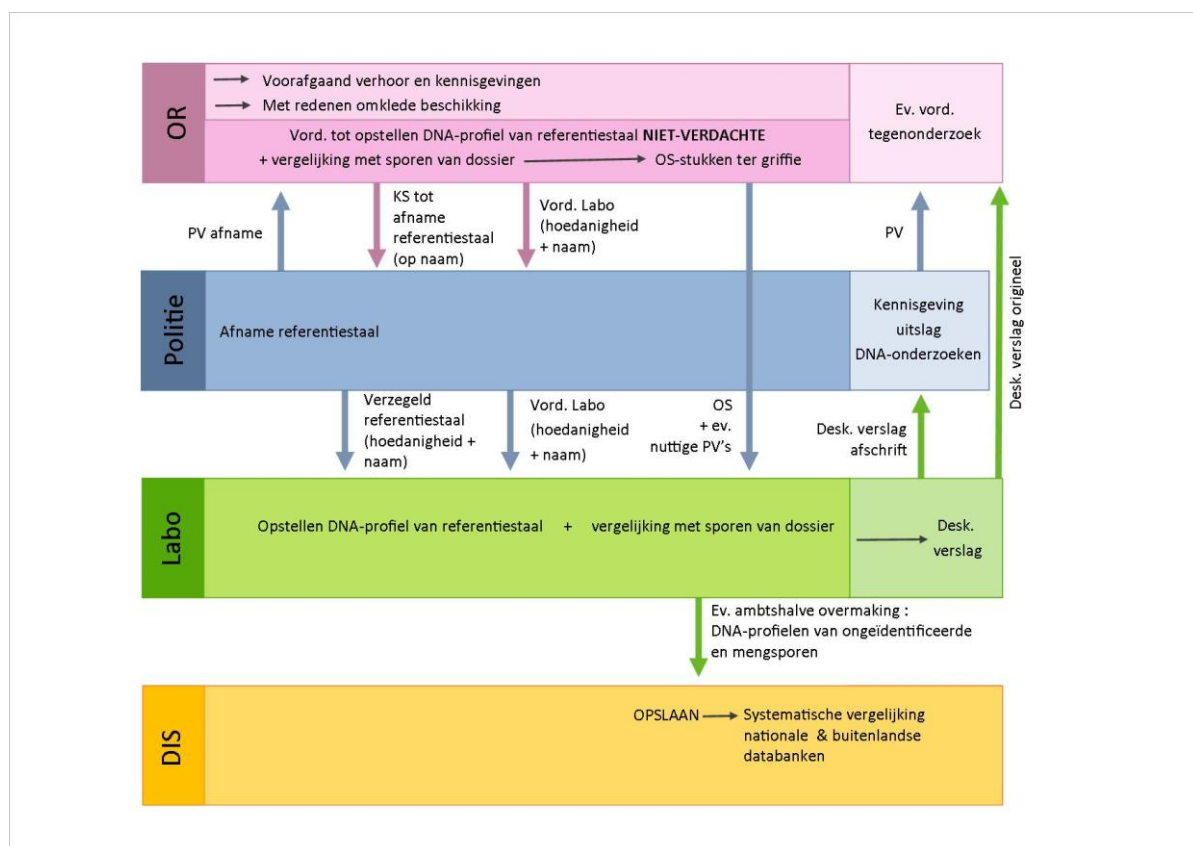 OR
Voorafgaand verhoor en kennisgevingen
Met redenen omklede beschikking
Vord. tot opstellen DNA-profiel van referentiestaal NIET-VERDACHTE
+ vergelijking met sporen van dossier
OS-stukken ter griffie
Ev. vord.
tegenonderzoek
PV afname
KS tot
afname
referentiestaal
(op naam)
Vord. Labo
(hoedanigheid
+ naam)
PV
Desk. verslag origineel
Politie
Afname referentiestaal
Kennisgeving
uitslag
DNA-onderzoeken
Verzegeld
referentiestaal
(hoedanigheid +
naam)
Vord. Labo
(hoedanigheid
+ naam)
OS
+ ev.
nuttige PV's
Desk. verslag
afschrift
Labo
Opstellen DNA-profiel van referentiestaal + vergelijking met sporen van dossier
Desk.
verslag
Ev. ambtshalve overmaking :
DNA-profielen van ongeïdentificeerde
en mengsporen
DIS
OPSLAAN
Systematische vergelijking
nationale & buitenlandse
databanken